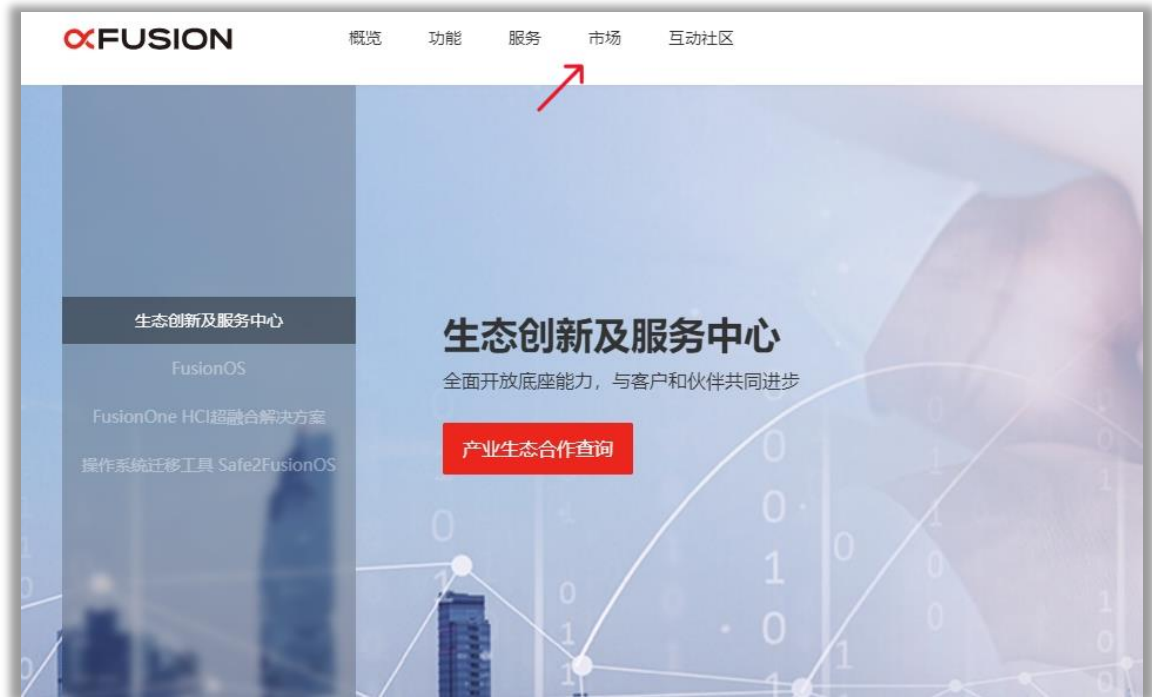 XFUSION
概览 功能 服务 市场 互动社区
生态创新及服务中心
FusionOS
FusionOne HCI超融合解决方案
操作系统迁移工具 Safe2FusionOS
生态创新及服务中心
全面开放底座能力，与客户和伙伴共同进步
产业生态合作查询